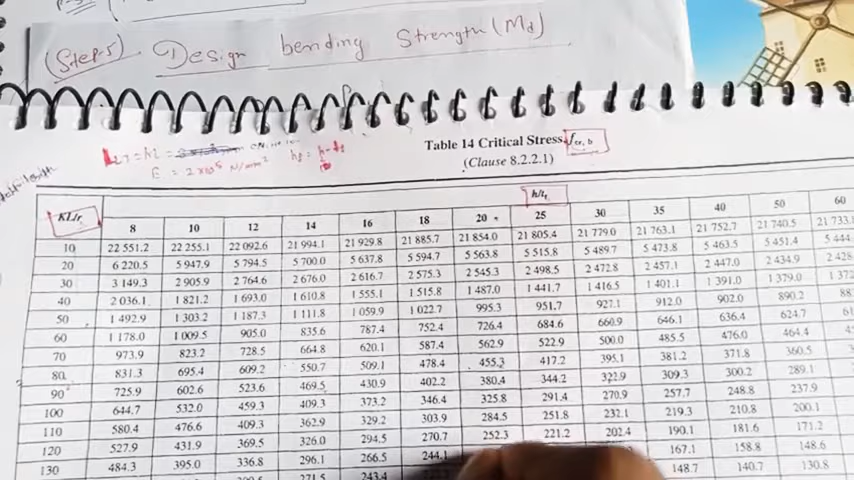 (Step-5) Design bending Strength (Md)
Table 14 Critical Stress, fcr, b
(Clause 8.2.2.1)
KL/r h/tf
8 10 12 14 16 18 20 25 30 35 40 50 60
10 22 551.2 22 255.1 22 092.6 21 994.1 21 929.8 21 885.7 21 854.0 21 805.4 21 779.0 21 763.1 21 752.7 21 740.5 21 733.1
20 6 220.5 5 947.9 5 794.5 5 700.0 5 637.8 5 594.7 5 563.8 5 515.8 5 489.7 5 473.8 5 463.5 5 451.4 5 444
30 3 149.3 2 905.9 2 764.6 2 676.0 2 616.7 2 575.3 2 545.3 2 498.5 2 472.8 2 457.1 2 447.0 2 434.9 2 428
40 2 036.1 1 821.2 1 693.0 1 610.8 1 555.1 1 515.8 1 487.0 1 441.7 1 416.5 1 401.1 1 391.0 1 379.0 1 372
50 1 492.9 1 303.2 1 187.3 1 111.8 1 059.9 1 022.7 995.3 951.7 927.1 912.0 902.0 890.2
60 1 178.0 1 009.5 905.0 835.6 787.4 752.4 726.4 684.6 660.9 646.1 636.4 624.7
70 973.9 823.2 728.5 664.8 620.1 587.4 562.9 522.9 500.0 485.5 476.0 464.4
80 831.3 695.4 609.2 550.7 509.1 478.4 455.3 417.2 395.1 381.2 371.8 360.5
90 725.9 602.6 523.6 469.5 430.9 402.2 380.4 344.2 322.9 309.3 300.2 289.1
100 644.7 532.0 459.3 409.3 373.2 346.4 325.8 291.4 270.9 257.7 248.8 237.9
110 580.4 476.6 409.3 362.9 329.2 303.9 284.5 251.8 232.1 219.3 210.8 200.1
120 527.9 431.9 369.5 326.0 294.5 270.7 252.3 221.2 202.4 190.1 181.6 171.2
130 484.3 395.0 336.8 296.1 266.5 244.1 167.1 158.8 148.6
271.5 243.4 148.7 140.7 130.8